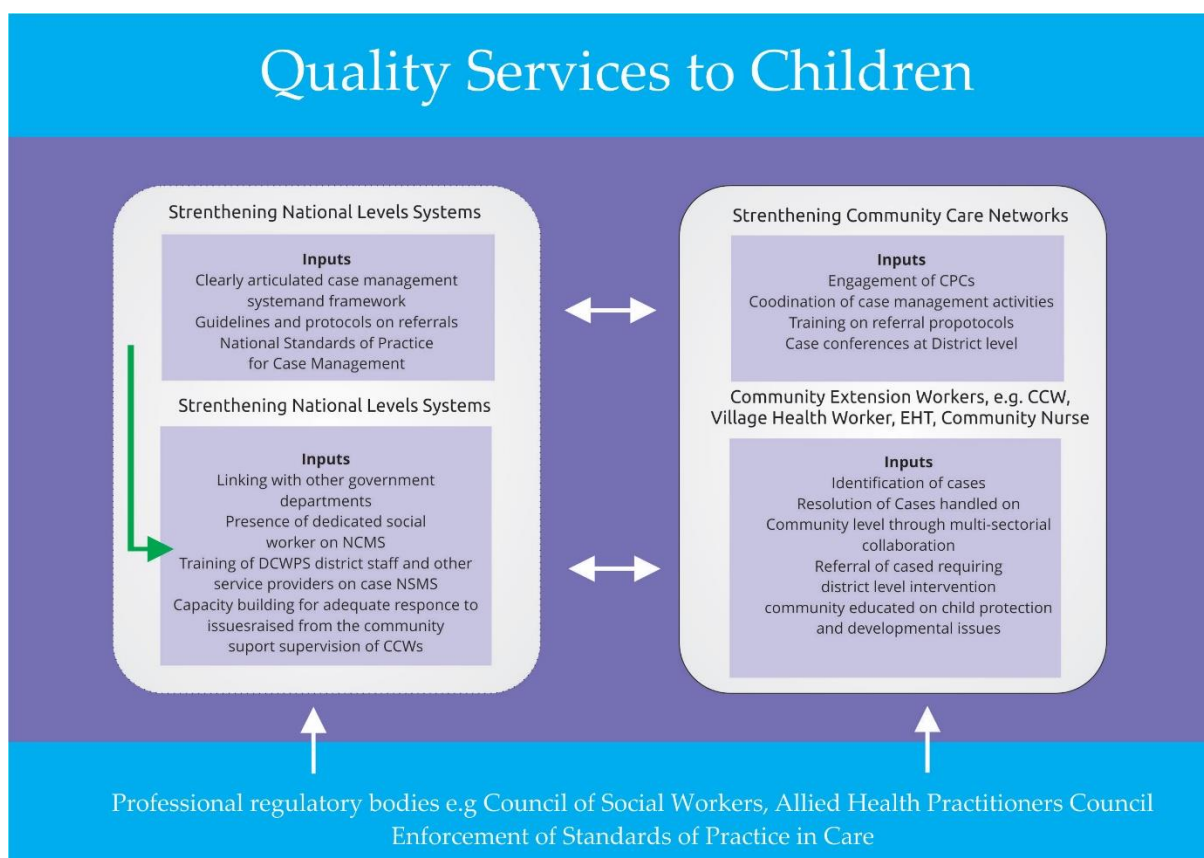 Quality Services to Children
Strenthening National Levels Systems
Inputs
Clearly articulated case management
systemand framework
Guidelines and protocols on referrals
National Standards of Practice
for Case Management
Strenthening National Levels Systems
Inputs
Linking with other government
departments
Presence of dedicated social
worker on NCMS
Training of DCWPS district staff and other
service providers on case NSMS
Capacity building for adequate responce to
issuesraised from the community
suport supervision of CCWs
Strenthening Community Care Networks
Inputs
Engagement of CPCs
Coodination of case management activities
Training on referral propotocols
Case conferences at District level
Community Extension Workers, e.g. CCW,
Village Health Worker, EHT, Community Nurse
Inputs
Identification of cases
Resolution of Cases handled on
Community level through multi-sectorial
collaboration
Referral of cased requiring
district level intervention
community educated on child protection
and developmental issues
Professional regulatory bodies e.g Council of Social Workers, Allied Health Practitioners Council
Enforcement of Standards of Practice in Care